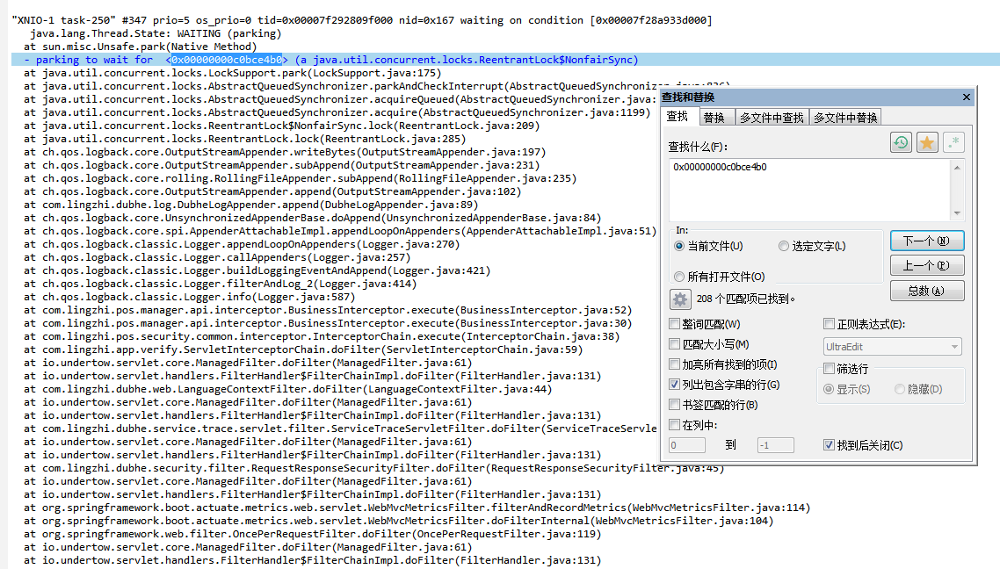 "XNIO-1 task-250" #347 prio=5 os_prio=0 tid=0x00007f292809f000 nid=0x167 waiting on condition [0x00007f28a933d000]
java.lang.Thread.State: WAITING (parking)
at sun.misc.Unsafe.park(Native Method)
- parking to wait for <0x00000000c0bce4b0> (a java.util.concurrent.locks.ReentrantLock$NonfairSync)
at java.util.concurrent.locks.LockSupport.park(LockSupport.java:175)
at java.util.concurrent.locks.AbstractQueuedSynchronizer.parkAndCheckInterrupt(AbstractQueuedSynchronizer.java:836)
at java.util.concurrent.locks.AbstractQueuedSynchronizer.acquireQueued(AbstractQueuedSynchronizer.java:
at java.util.concurrent.locks.AbstractQueuedSynchronizer.acquire(AbstractQueuedSynchronizer.java:1199)
at java.util.concurrent.locks.ReentrantLock$NonfairSync.lock(ReentrantLock.java:209)
at java.util.concurrent.locks.ReentrantLock.lock(ReentrantLock.java:285)
at ch.qos.logback.core.OutputStreamAppender.writeBytes(OutputStreamAppender.java:197)
at ch.qos.logback.core.OutputStreamAppender.subAppend(OutputStreamAppender.java:231)
at ch.qos.logback.core.rolling.RollingFileAppender.subAppend(RollingFileAppender.java:235)
at ch.qos.logback.core.OutputStreamAppender.append(OutputStreamAppender.java:102)
at com.lingzhi.dubhe.log.DubheLogAppender.append(DubheLogAppender.java:89)
at ch.qos.logback.core.UnsynchronizedAppenderBase.doAppend(UnsynchronizedAppenderBase.java:84)
at ch.qos.logback.core.spi.AppenderAttachableImpl.appendLoopOnAppenders(AppenderAttachableImpl.java:51)
at ch.qos.logback.classic.Logger.appendLoopOnAppenders(Logger.java:270)
at ch.qos.logback.classic.Logger.callAppenders(Logger.java:257)
at ch.qos.logback.classic.Logger.buildLoggingEventAndAppend(Logger.java:421)
at ch.qos.logback.classic.Logger.filterAndLog_2(Logger.java:414)
at ch.qos.logback.classic.Logger.info(Logger.java:587)
at com.lingzhi.pos.manager.api.interceptor.BusinessInterceptor.execute(BusinessInterceptor.java:52)
at com.lingzhi.pos.manager.api.interceptor.BusinessInterceptor.execute(BusinessInterceptor.java:30)
at com.lingzhi.pos.security.common.interceptor.InterceptorChain.execute(InterceptorChain.java:38)
at com.lingzhi.app.verify.ServletInterceptor.doFilter(ServletInterceptor.java:59)
at io.undertow.servlet.core.ManagedFilter.doFilter(ManagedFilter.java:61)
at io.undertow.servlet.handlers.FilterHandler$FilterChainImpl.doFilter(FilterHandler.java:131)
at com.lingzhi.dubhe.web.LanguageContextFilter.doFilter(LanguageContextFilter.java:44)
at io.undertow.servlet.core.ManagedFilter.doFilter(ManagedFilter.java:61)
at io.undertow.servlet.handlers.FilterHandler$FilterChainImpl.doFilter(FilterHandler.java:131)
at com.lingzhi.dubhe.service.trace.servlet.filter.ServiceTraceServletFilter.doFilter(ServiceTraceServle
at io.undertow.servlet.core.ManagedFilter.doFilter(ManagedFilter.java:61)
at io.undertow.servlet.handlers.FilterHandler$FilterChainImpl.doFilter(FilterHandler.java:131)
at com.lingzhi.dubhe.security.filter.RequestResponseSecurityFilter.doFilter(RequestResponseSecurityFilter.java:45)
at io.undertow.servlet.core.ManagedFilter.doFilter(ManagedFilter.java:61)
at io.undertow.servlet.handlers.FilterHandler$FilterChainImpl.doFilter(FilterHandler.java:131)
at org.springframework.boot.actuate.metrics.web.servlet.WebMvcMetricsFilter.filterAndRecordMetrics(WebMvcMetricsFilter.java:114)
at org.springframework.boot.actuate.metrics.web.servlet.WebMvcMetricsFilter.doFilterInternal(WebMvcMetricsFilter.java:104)
at org.springframework.web.filter.OncePerRequestFilter.doFilter(OncePerRequestFilter.java:119)
at io.undertow.servlet.core.ManagedFilter.doFilter(ManagedFilter.java:61)
at io.undertow.servlet.handlers.FilterHandler$FilterChainImpl.doFilter(FilterHandler.java:131)
查找和替换
查找 替换 多文件中查找 多文件中替换
查找什么(F):
0x00000000c0bce4b0
In:
当前文件(U) 选定文字(L)
所有打开文件(O)
下一个(N)
上一个(P)
总数(A)
208 个匹配项已找到。
整词匹配(W) 正则表达式(E):
匹配大小写(M) UltraEdit
加亮所有找到的项(I) 筛选行
列出包含字串的行(G) 显示(S) 隐藏(D)
书签匹配的行(B)
在列中:
0 到 -1 找到后关闭(C)